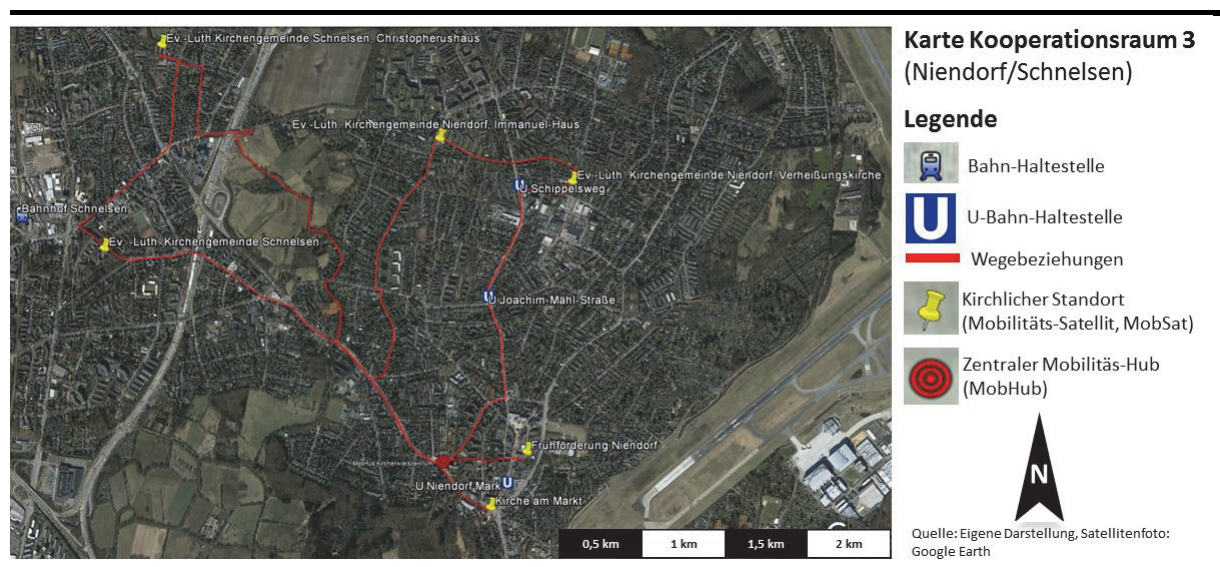 Karte Kooperationsraum 3
(Niendorf/Schnelsen)
Legende
Bahn-Haltestelle
U-Bahn-Haltestelle
Wegebeziehungen
Kirchlicher Standort
(Mobilitäts-Satellit, MobSat)
Zentraler Mobilitäs-Hub
(MobHub)
N
Quelle: Eigene Darstellung, Satellitenfoto:
Google Earth
Ev.-Luth.Kirchengemeinde Schnelsen, Christopherushaus
Ev.-Luth. Kirchengemeinde Niendorf, Immanuel-Haus
Ev.-Luth. Kirchengemeinde Niendorf, Verheißungskirche
U Schippelsweg
Bahnhof Schnelsen
Ev.-Luth. Kirchengemeinde Schnelsen
U Joachim-Mähl-Straße
Frühförderung Niendorf
MobHub
U Niendorf Mark
Kirche am Markt
0,5 km
1 km
1,5 km
2 km